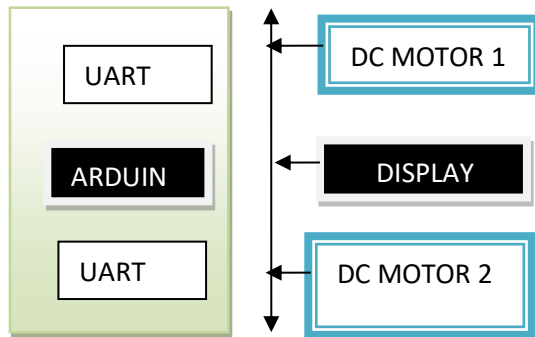 UART
ARDUIN
UART
DC MOTOR 1
DISPLAY
DC MOTOR 2